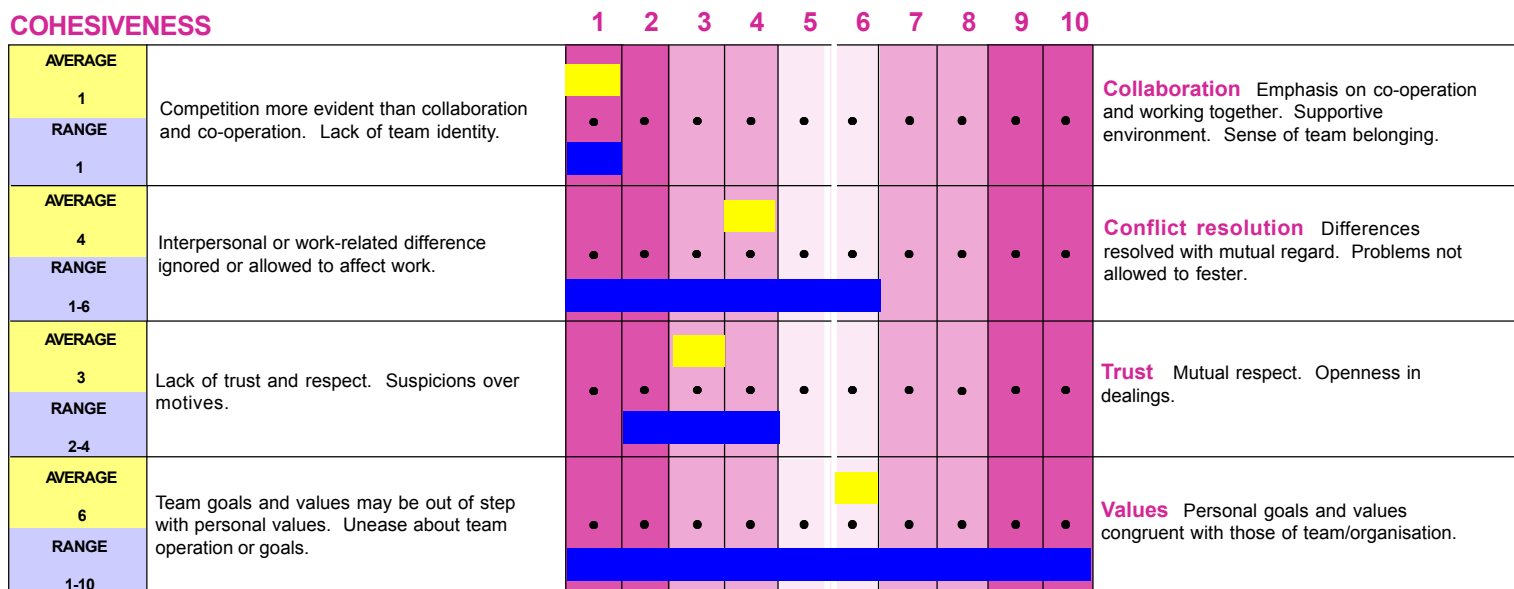 COHESIVENESS 1 2 3 4 5 6 7 8 9 10
AVERAGE
1
RANGE
1
Competition more evident than collaboration
and co-operation. Lack of team identity.
Collaboration Emphasis on co-operation
and working together. Supportive
environment. Sense of team belonging.
AVERAGE
4
RANGE
1-6
Interpersonal or work-related difference
ignored or allowed to affect work.
Conflict resolution Differences
resolved with mutual regard. Problems not
allowed to fester.
AVERAGE
3
RANGE
2-4
Lack of trust and respect. Suspicions over
motives.
Trust Mutual respect. Openness in
dealings.
AVERAGE
6
RANGE
1-10
Team goals and values may be out of step
with personal values. Unease about team
operation or goals.
Values Personal goals and values
congruent with those of team/organisation.